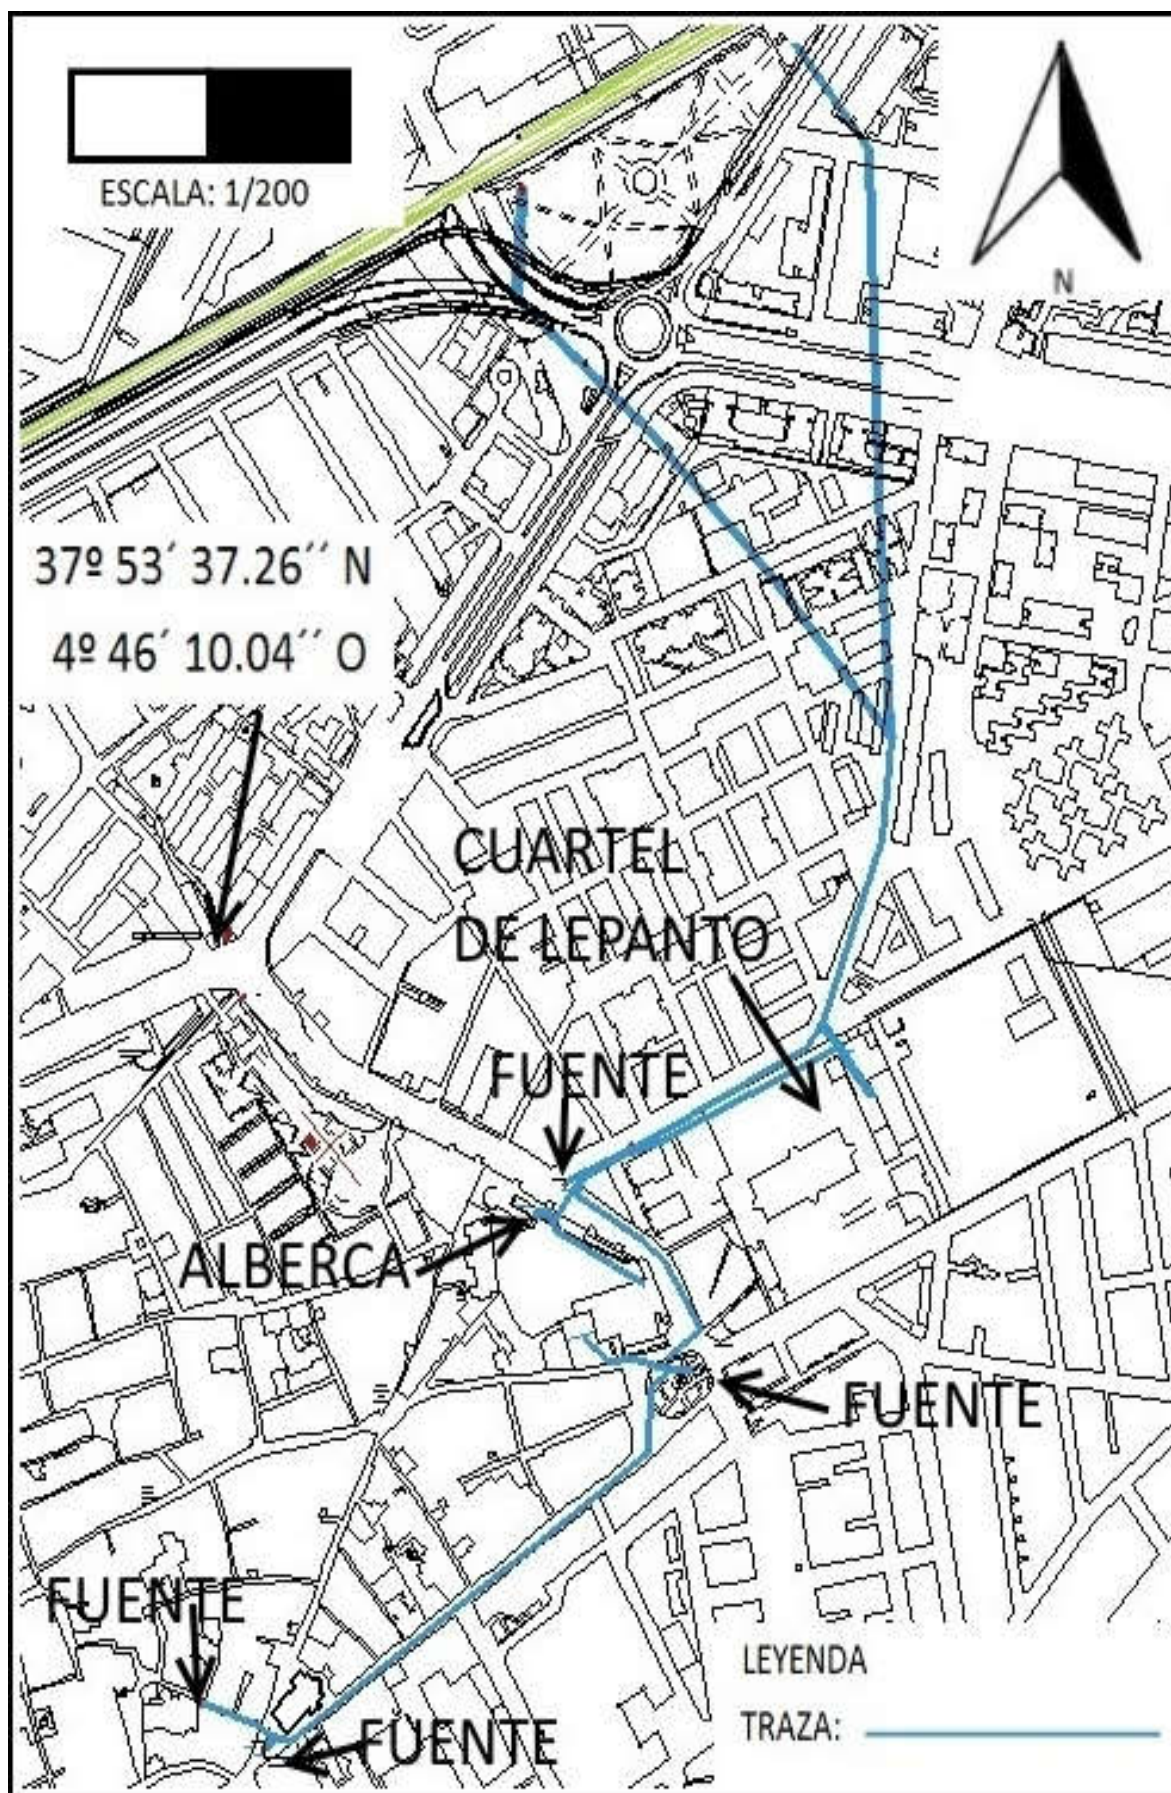 ESCALA: 1/200
N
37º 53´ 37.26´´ N
4º 46´ 10.04´´ O
CUARTEL
DE LEPANTO
FUENTE
ALBERCA
FUENTE
FUENTE
FUENTE
LEYENDA
TRAZA: